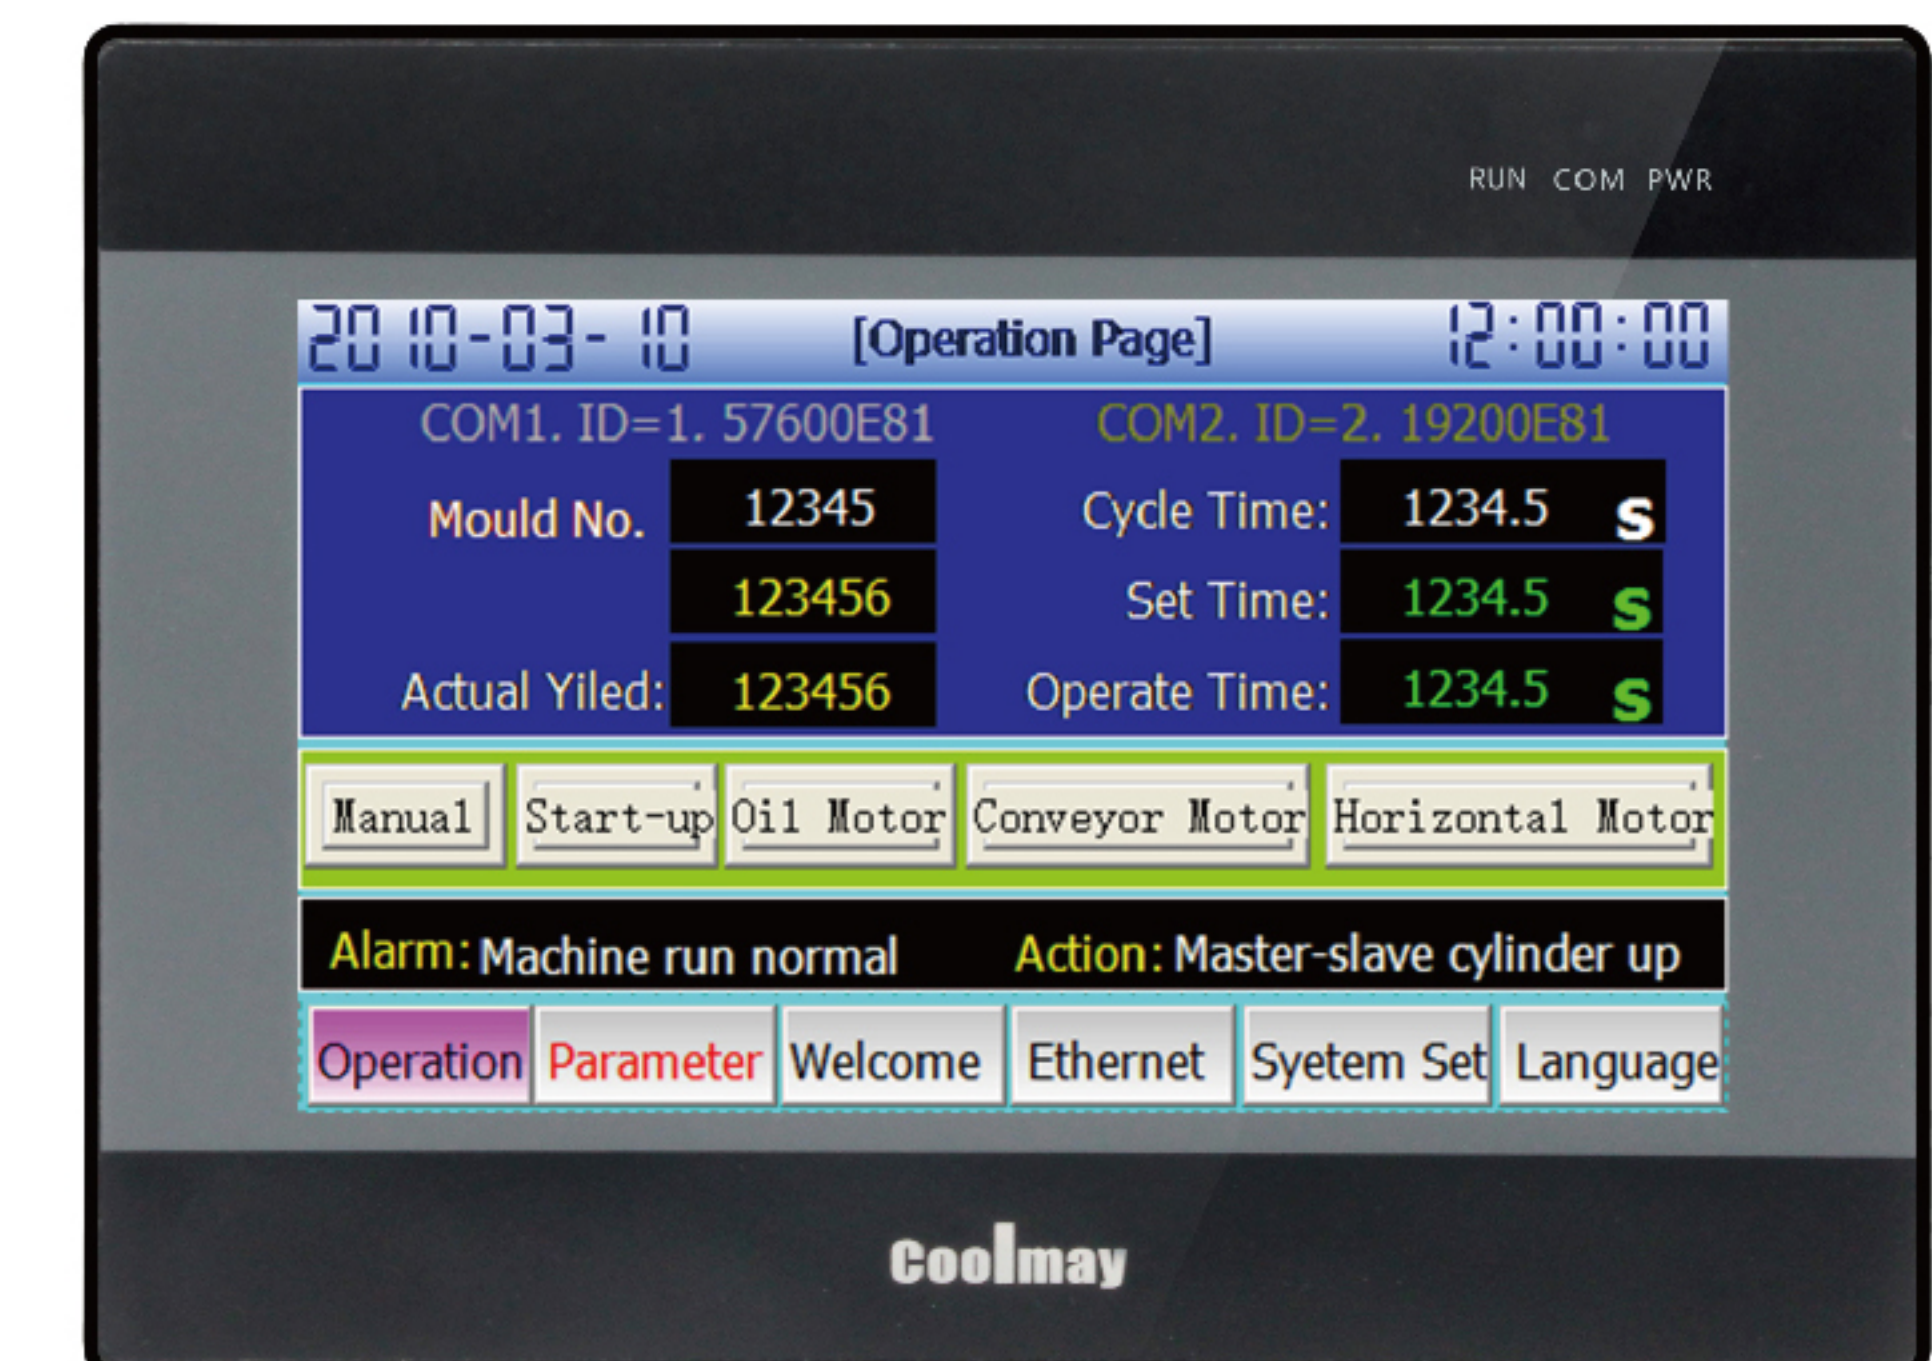 RUN COM PWR
2010-03-10 [Operation Page] 12:00:00
COM1. ID=1. 57600E81 COM2. ID=2. 19200E81
Mould No. 12345 Cycle Time: 1234.5 s
123456 Set Time: 1234.5 s
Actual Yiled: 123456 Operate Time: 1234.5 s
Manual Start-up Oil Motor Conveyor Motor Horizontal Motor
Alarm: Machine run normal Action: Master-slave cylinder up
Operation Parameter Welcome Ethernet Syetem Set Language
Coolmay